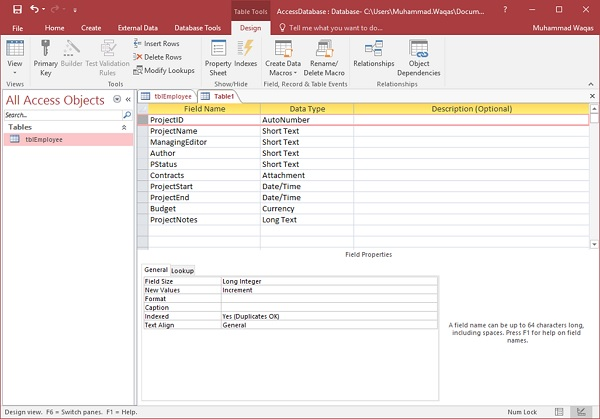 Table Tools
AccessDatabase : Database- C:\Users\Muhammad.Waqas\Docum...
?
File Home Create External Data Database Tools Design Tell me what you want to do... Muhammad Waqas
View
Primary Key
Builder
Test Validation Rules
Insert Rows
Delete Rows
Modify Lookups
Property Sheet
Indexes
Create Data Macros
Rename/ Delete Macro
Relationships
Object Dependencies
Views Tools Show/Hide Field, Record & Table Events Relationships
All Access Objects
Search...
Tables
tblEmployee
tblEmployee Table1
Field Name Data Type Description (Optional)
ProjectID AutoNumber
ProjectName Short Text
ManagingEditor Short Text
Author Short Text
PStatus Short Text
Contracts Attachment
ProjectStart Date/Time
ProjectEnd Date/Time
Budget Currency
ProjectNotes Long Text
Field Properties
General Lookup
Field Size Long Integer
New Values Increment
Format
Caption
Indexed Yes (Duplicates OK)
Text Align General
A field name can be up to 64 characters long,
including spaces. Press F1 for help on field
names.
Design view. F6 = Switch panes. F1 = Help. Num Lock